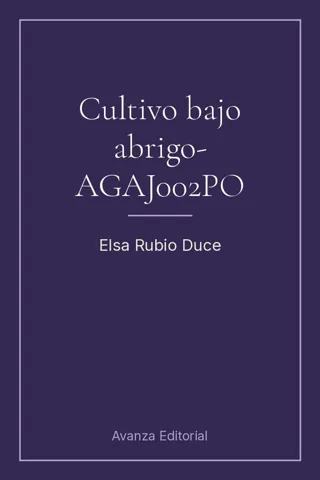 Cultivo bajo
abrigo-
AGAJ002PO
Elsa Rubio Duce
Avanza Editorial